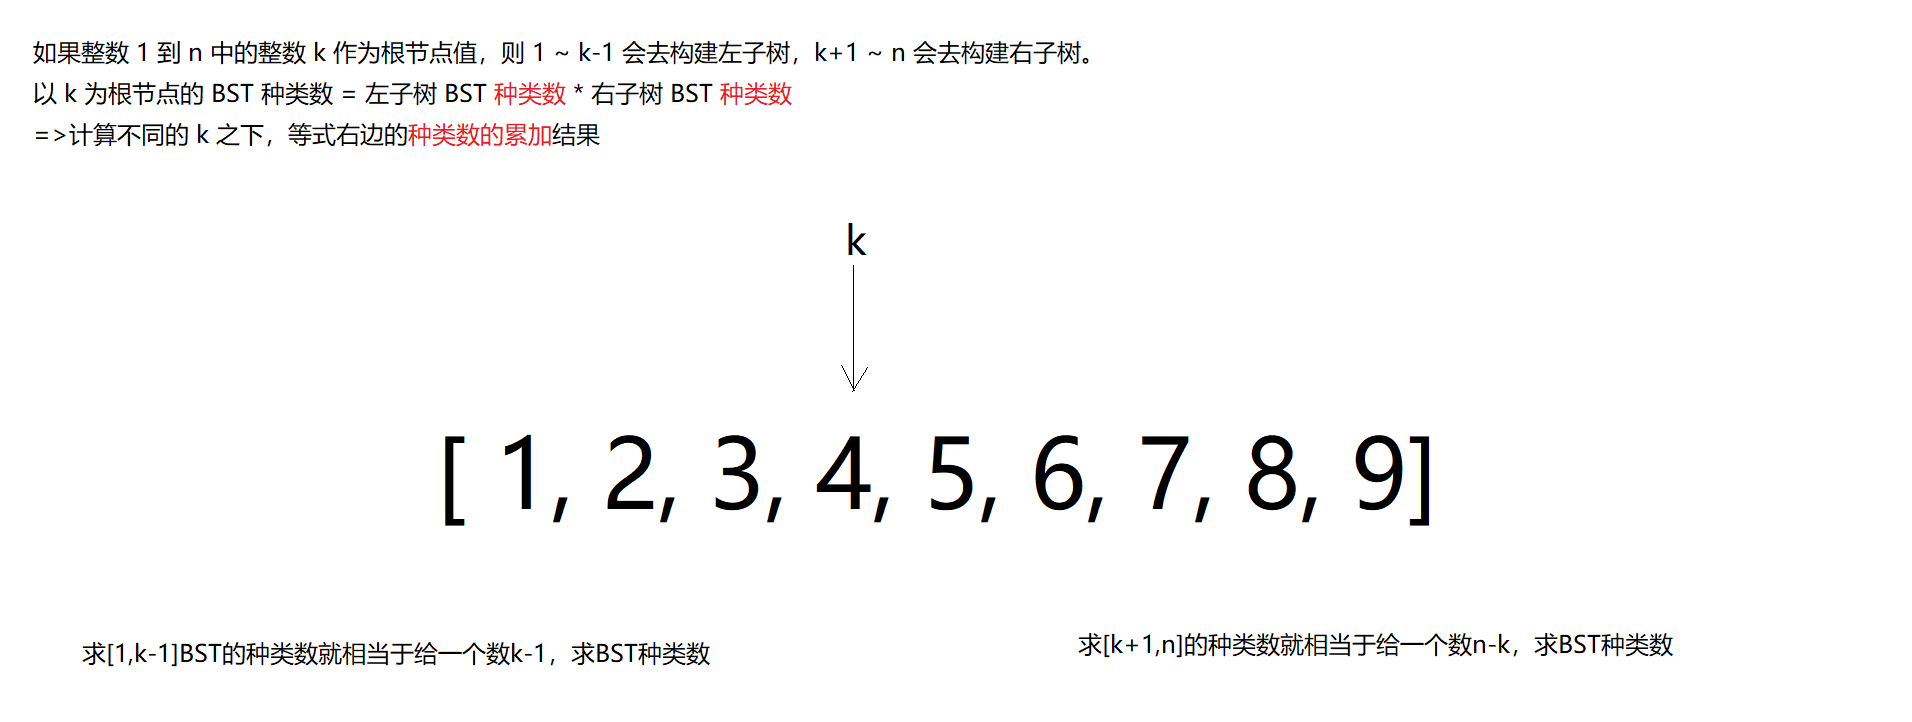 如果整数 1 到 n 中的整数 k 作为根节点值，则 1 ~ k-1 会去构建左子树，k+1 ~ n 会去构建右子树。
以 k 为根节点的 BST 种类数 = 左子树 BST 种类数 * 右子树 BST 种类数
=>计算不同的 k 之下，等式右边的种类数的累加结果
k
[ 1, 2, 3, 4, 5, 6, 7, 8, 9]
求[1,k-1]BST的种类数就相当于给一个数k-1，求BST种类数
求[k+1,n]的种类数就相当于给一个数n-k，求BST种类数